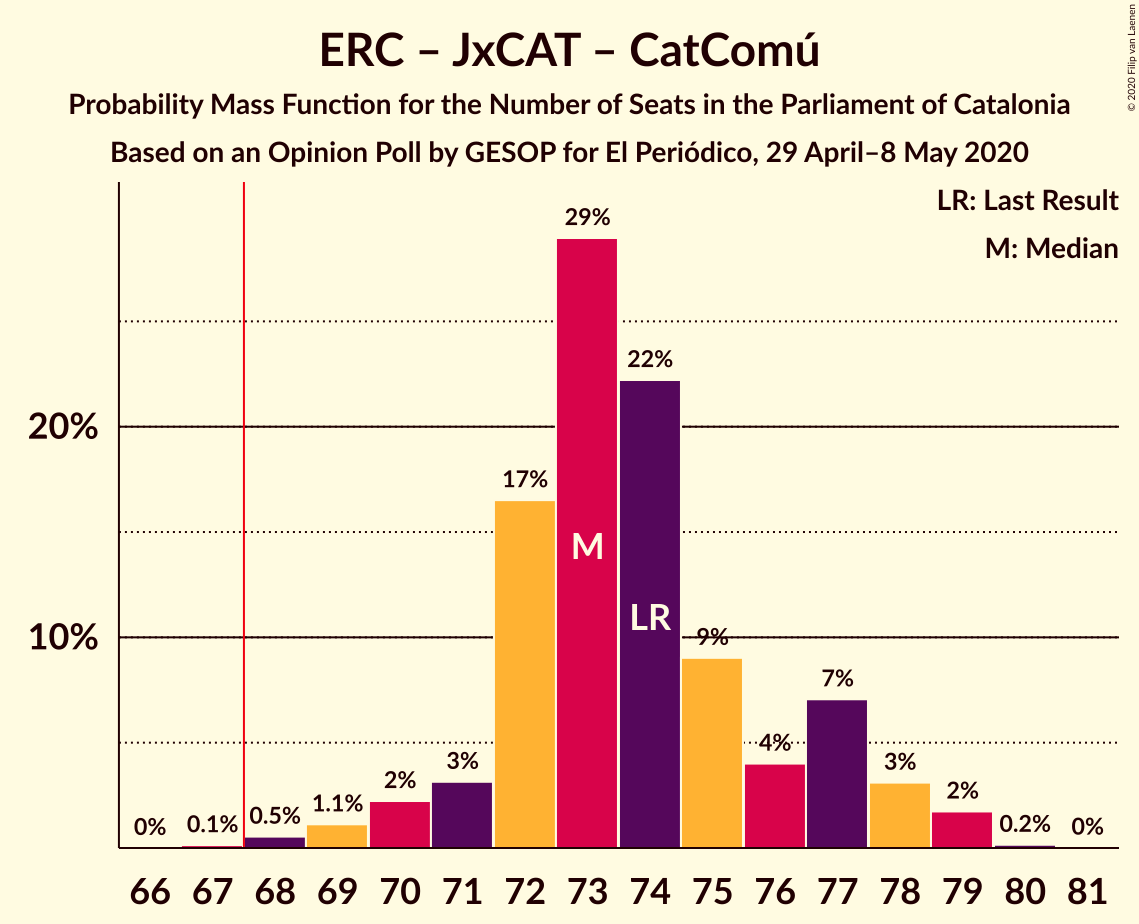 ERC – JxCAT – CatComú
Probability Mass Function for the Number of Seats in the Parliament of Catalonia
Based on an Opinion Poll by GESOP for El Periódico, 29 April–8 May 2020
© 2020 Filip van Laenen
LR: Last Result
M: Median
20%
10%
0%
0.1%
0.5%
1.1%
2%
3%
17%
29%
22%
9%
4%
7%
3%
2%
0.2%
0%
M
LR
66 67 68 69 70 71 72 73 74 75 76 77 78 79 80 81